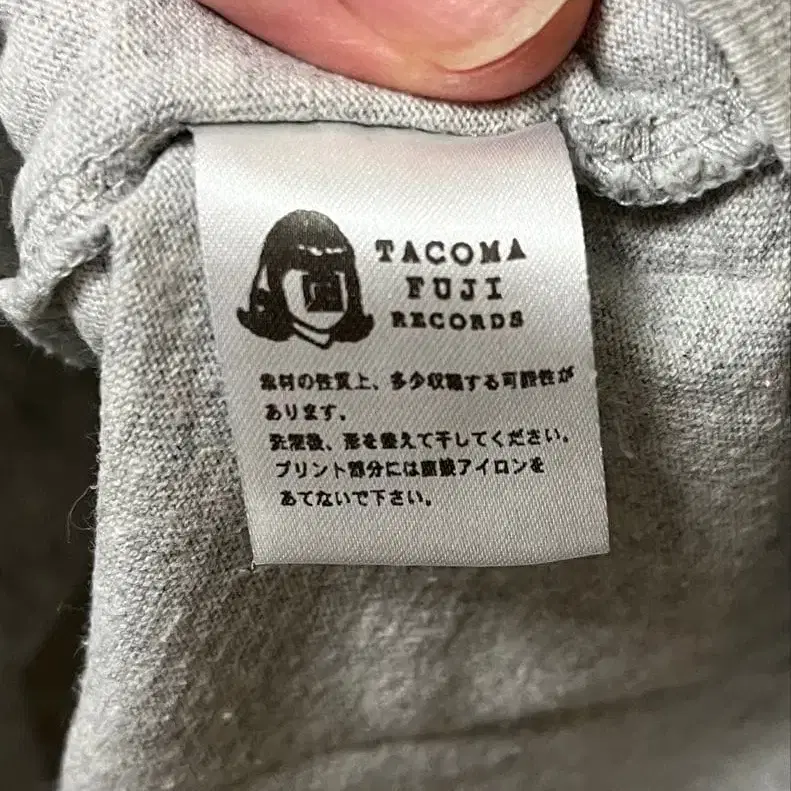 TACOMA
FUJI
RECORDS
素材の性質上、多少収縮する可能性が
あります。
洗濯後、形を整えて干してください。
プリント部分には直接アイロンを
あてないで下さい。